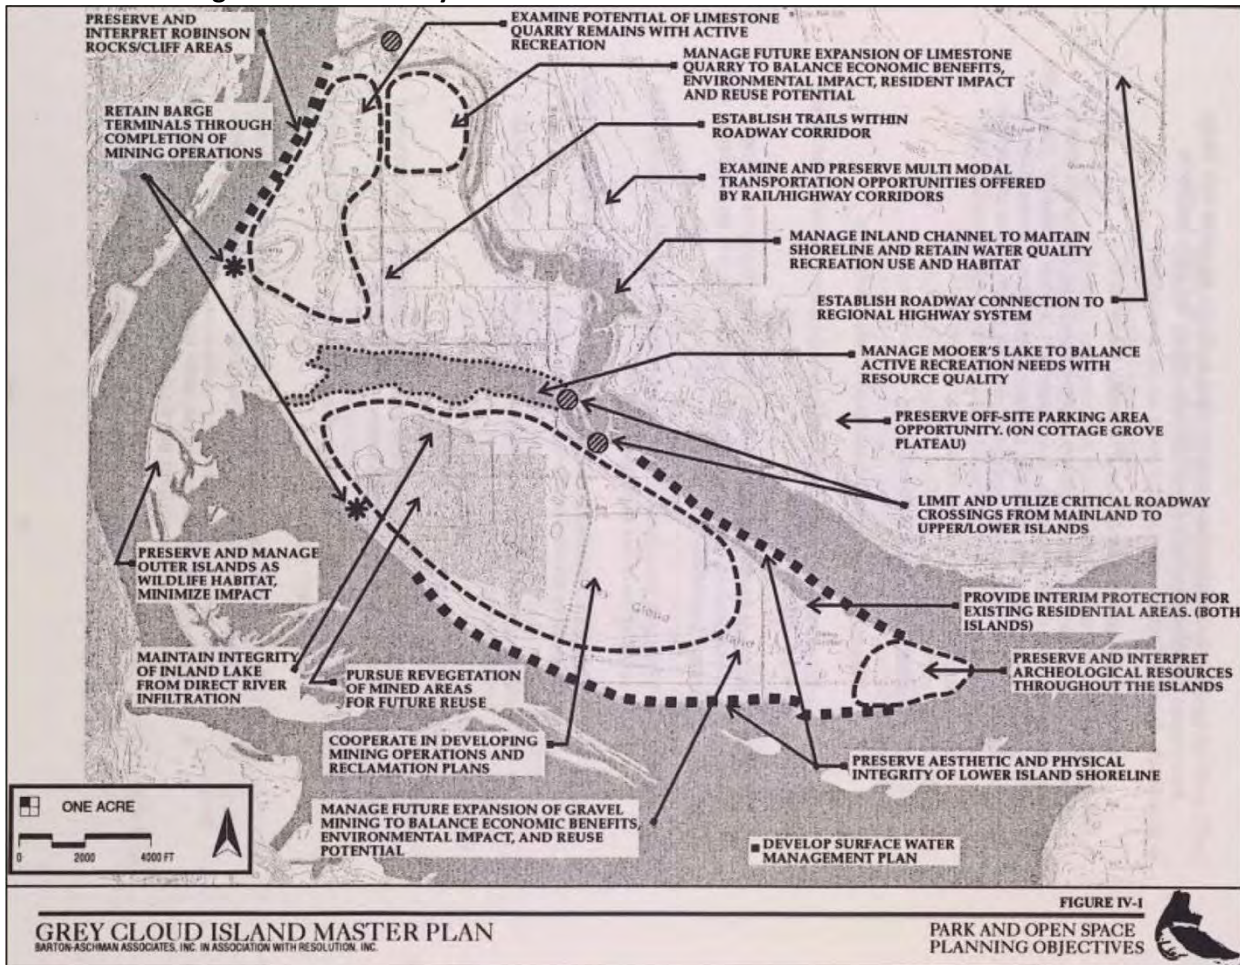 PRESERVE AND
INTERPRET ROBINSON
ROCKS/CLIFF AREAS
EXAMINE POTENTIAL OF LIMESTONE
QUARRY REMAINS WITH ACTIVE
RECREATION
MANAGE FUTURE EXPANSION OF LIMESTONE
QUARRY TO BALANCE ECONOMIC BENEFITS,
ENVIRONMENTAL IMPACT, RESIDENT IMPACT
AND REUSE POTENTIAL
RETAIN BARGE
TERMINALS THROUGH
COMPLETION OF
MINING OPERATIONS
ESTABLISH TRAILS WITHIN
ROADWAY CORRIDOR
EXAMINE AND PRESERVE MULTI MODAL
TRANSPORTATION OPPORTUNITIES OFFERED
BY RAIL/HIGHWAY CORRIDORS
MANAGE INLAND CHANNEL TO MAITAIN
SHORELINE AND RETAIN WATER QUALITY
RECREATION USE AND HABITAT
ESTABLISH ROADWAY CONNECTION TO
REGIONAL HIGHWAY SYSTEM
MANAGE MOOER'S LAKE TO BALANCE
ACTIVE RECREATION NEEDS WITH
RESOURCE QUALITY
PRESERVE OFF-SITE PARKING AREA
OPPORTUNITY. (ON COTTAGE GROVE
PLATEAU)
LIMIT AND UTILIZE CRITICAL ROADWAY
CROSSINGS FROM MAINLAND TO
UPPER/LOWER ISLANDS
PRESERVE AND MANAGE
OUTER ISLANDS AS
WILDLIFE HABITAT,
MINIMIZE IMPACT
PROVIDE INTERIM PROTECTION FOR
EXISTING RESIDENTIAL AREAS. (BOTH
ISLANDS)
Cloud
Island
MAINTAIN INTEGRITY
OF INLAND LAKE
FROM DIRECT RIVER
INFILTRATION
PURSUE REVEGETATION
OF MINED AREAS
FOR FUTURE REUSE
PRESERVE AND INTERPRET
ARCHEOLOGICAL RESOURCES
THROUGHOUT THE ISLANDS
COOPERATE IN DEVELOPING
MINING OPERATIONS AND
RECLAMATION PLANS
PRESERVE AESTHETIC AND PHYSICAL
INTEGRITY OF LOWER ISLAND SHORELINE
MANAGE FUTURE EXPANSION OF GRAVEL
MINING TO BALANCE ECONOMIC BENEFITS,
ENVIRONMENTAL IMPACT, AND REUSE
POTENTIAL
DEVELOP SURFACE WATER
MANAGEMENT PLAN
ONE ACRE
0 2000 4000 FT
FIGURE IV-1
GREY CLOUD ISLAND MASTER PLAN
BARTON-ASCHMAN ASSOCIATES, INC. IN ASSOCIATION WITH RESOLUTION, INC.
PARK AND OPEN SPACE
PLANNING OBJECTIVES